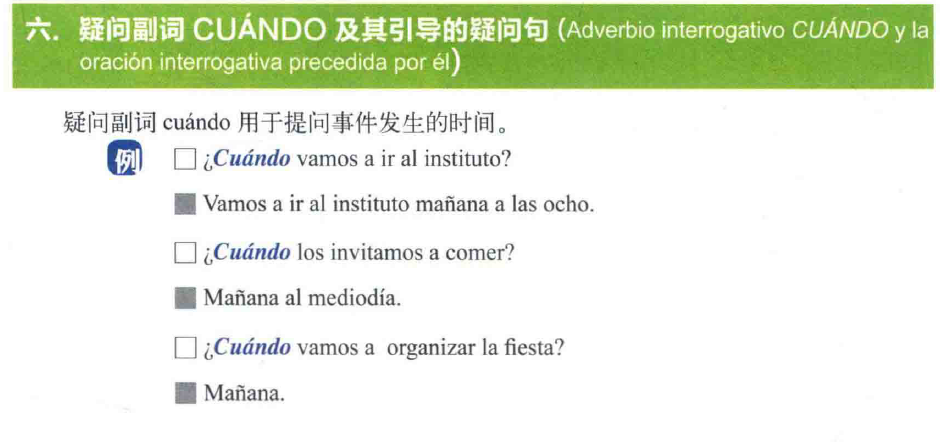 六. 疑问副词 CUÁNDO 及其引导的疑问句 (Adverbio interrogativo CUÁNDO y la
oración interrogativa precedida por él)
疑问副词 cuándo 用于提问事件发生的时间。
例 □ ¿Cuándo vamos a ir al instituto?
■ Vamos a ir al instituto mañana a las ocho.
□ ¿Cuándo los invitamos a comer?
■ Mañana al mediodía.
□ ¿Cuándo vamos a organizar la fiesta?
■ Mañana.